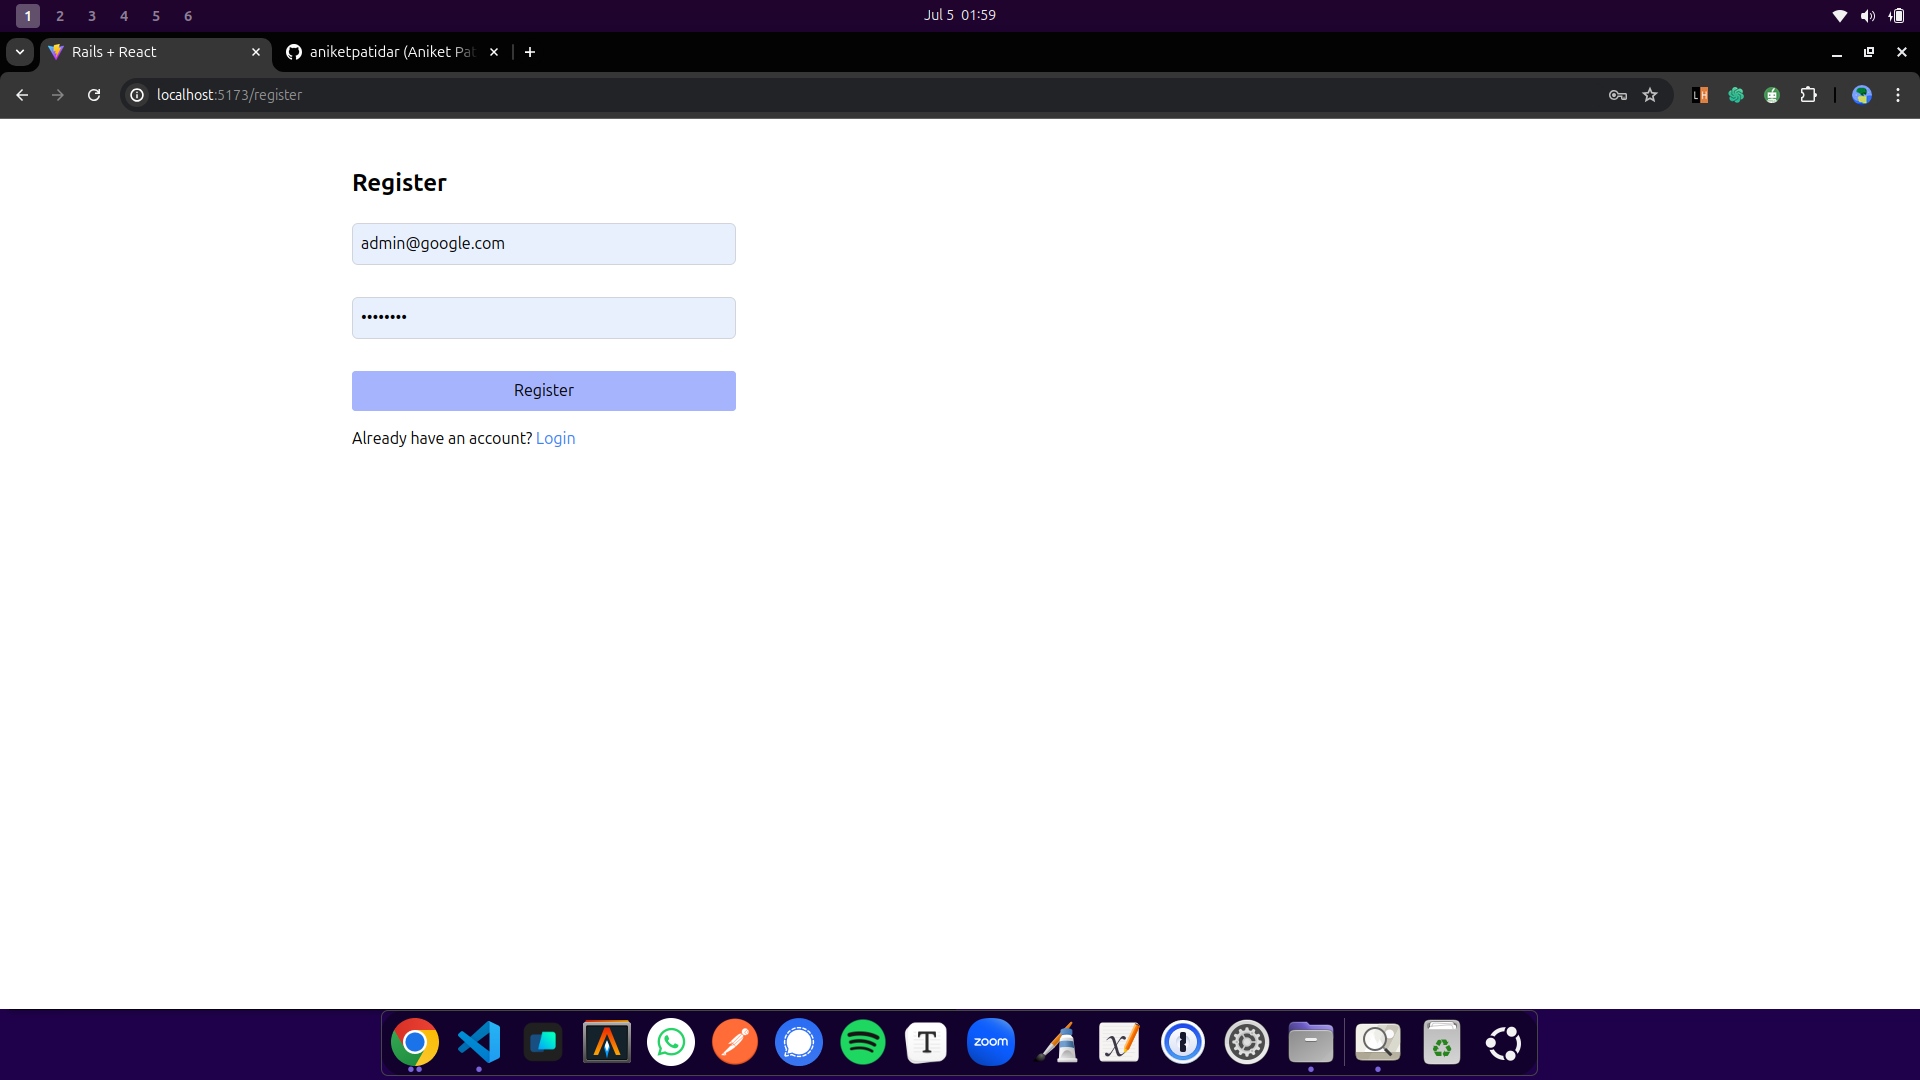 1 2 3 4 5 6
Jul 5 01:59
Rails + React
aniketpatidar (Aniket Pat
localhost:5173/register
L H
Register
admin@google.com
••••••••
Register
Already have an account? Login
T
zoom
X